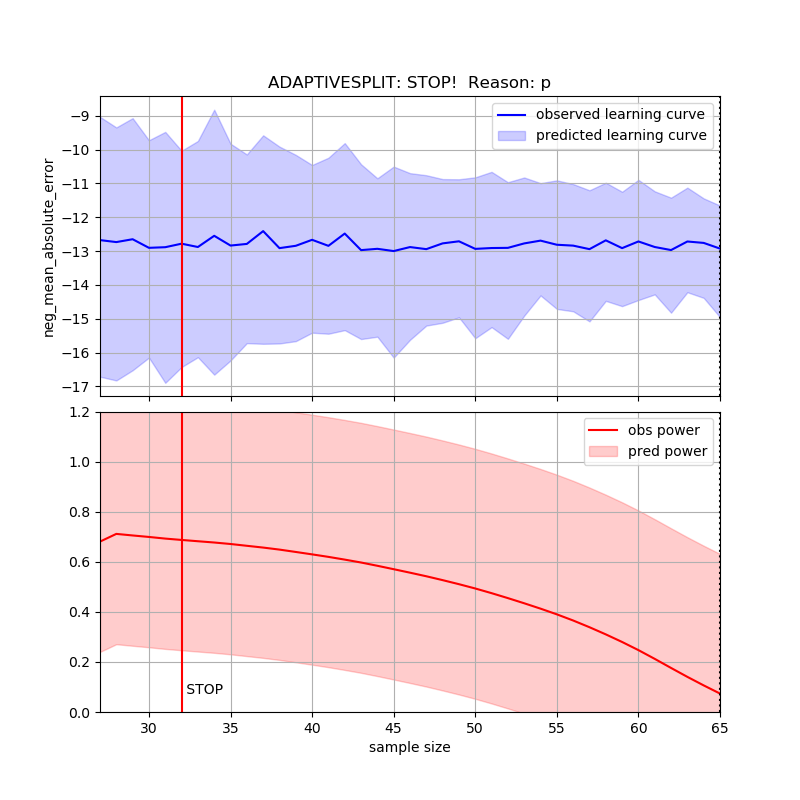 ADAPTIVESPLIT: STOP!  Reason: p
observed learning curve
predicted learning curve
neg_mean_absolute_error
−9
−10
−11
−12
−13
−14
−15
−16
−17
obs power
pred power
1.2
1.0
0.8
0.6
0.4
0.2
0.0
STOP
30 35 40 45 50 55 60 65
sample size